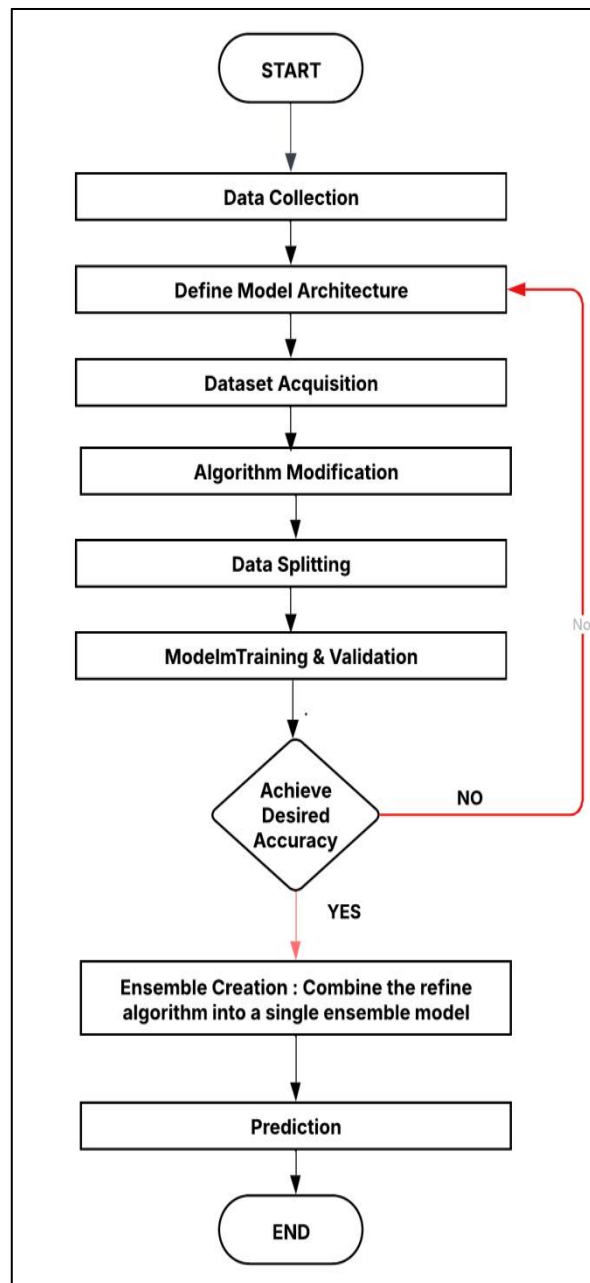 START
Data Collection
Define Model Architecture
Dataset Acquisition
Algorithm Modification
Data Splitting
No
ModelmTraining & Validation
Achieve
Desired
Accuracy
NO
YES
Ensemble Creation : Combine the refine
algorithm into a single ensemble model
Prediction
END